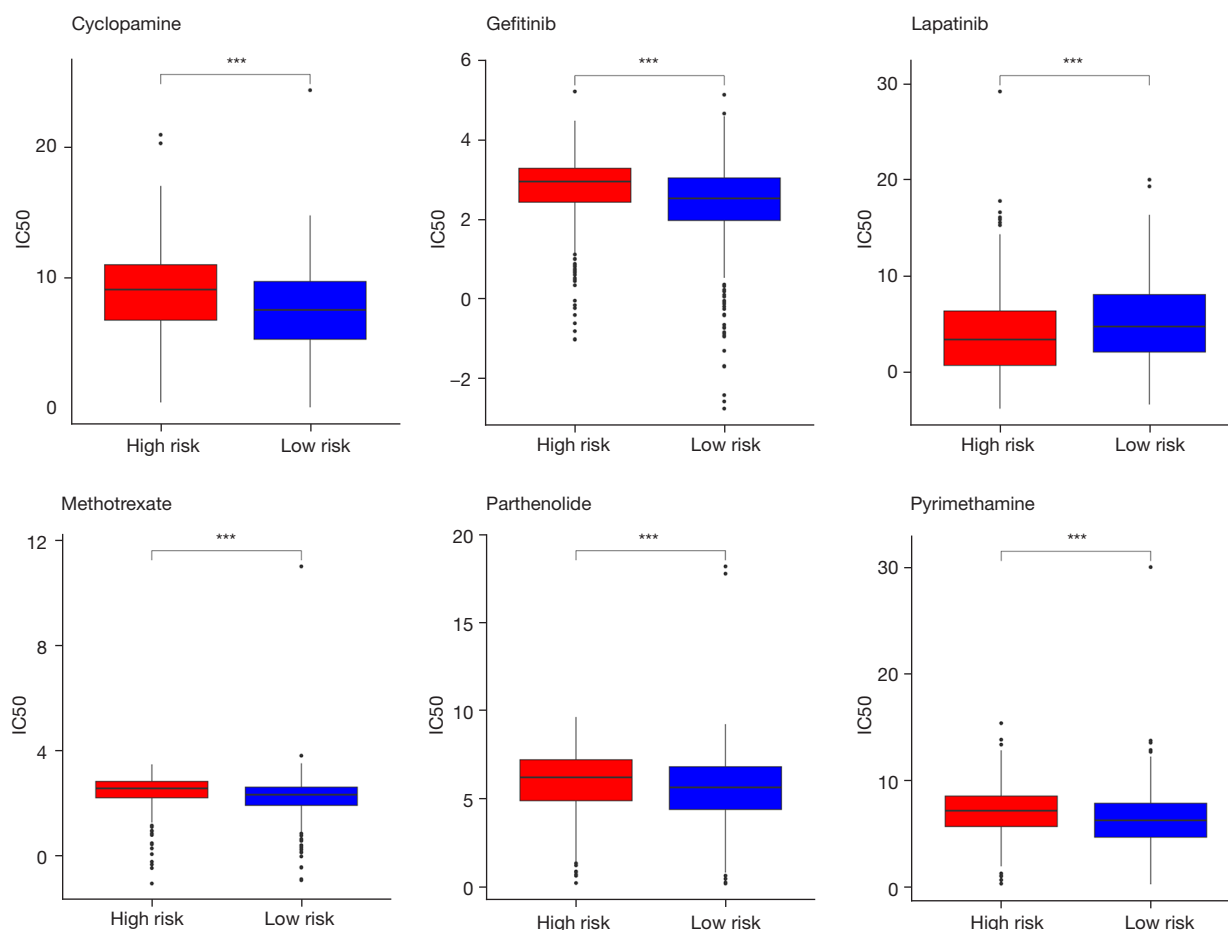 Cyclopamine
***
20
10
0
IC50
High risk
Low risk
Gefitinib
***
6
4
2
0
−2
IC50
High risk
Low risk
Lapatinib
***
30
20
10
0
IC50
High risk
Low risk
Methotrexate
***
12
8
4
0
IC50
High risk
Low risk
Parthenolide
***
20
15
10
5
0
IC50
High risk
Low risk
Pyrimethamine
***
30
20
10
0
IC50
High risk
Low risk